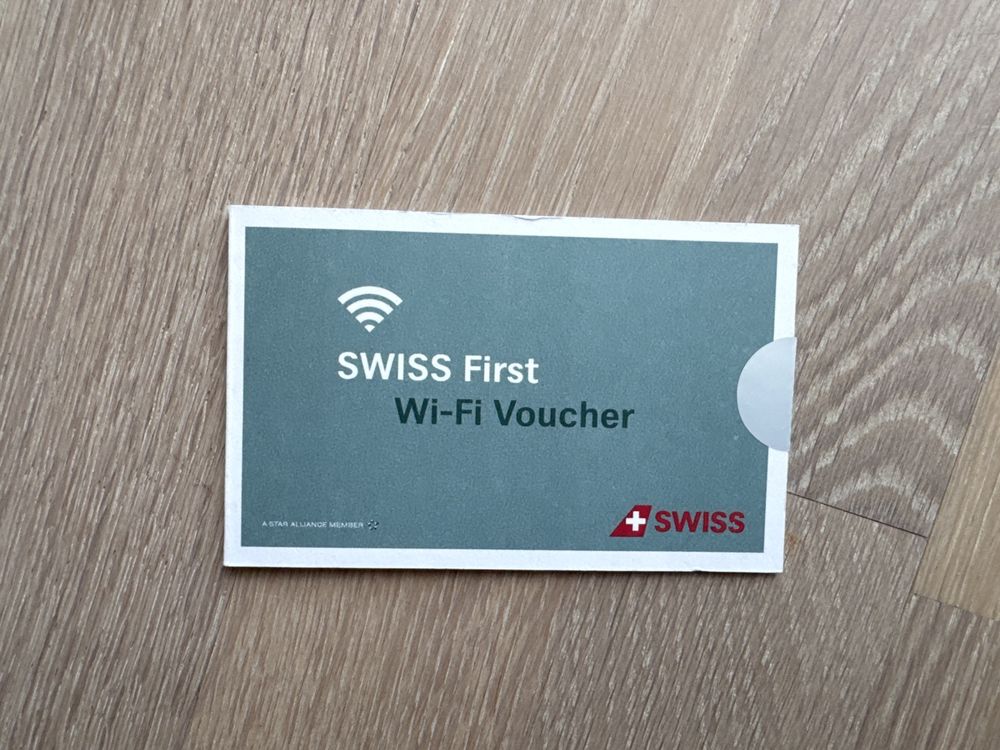 SWISS First
Wi-Fi Voucher
A STAR ALLIANCE MEMBER
SWISS